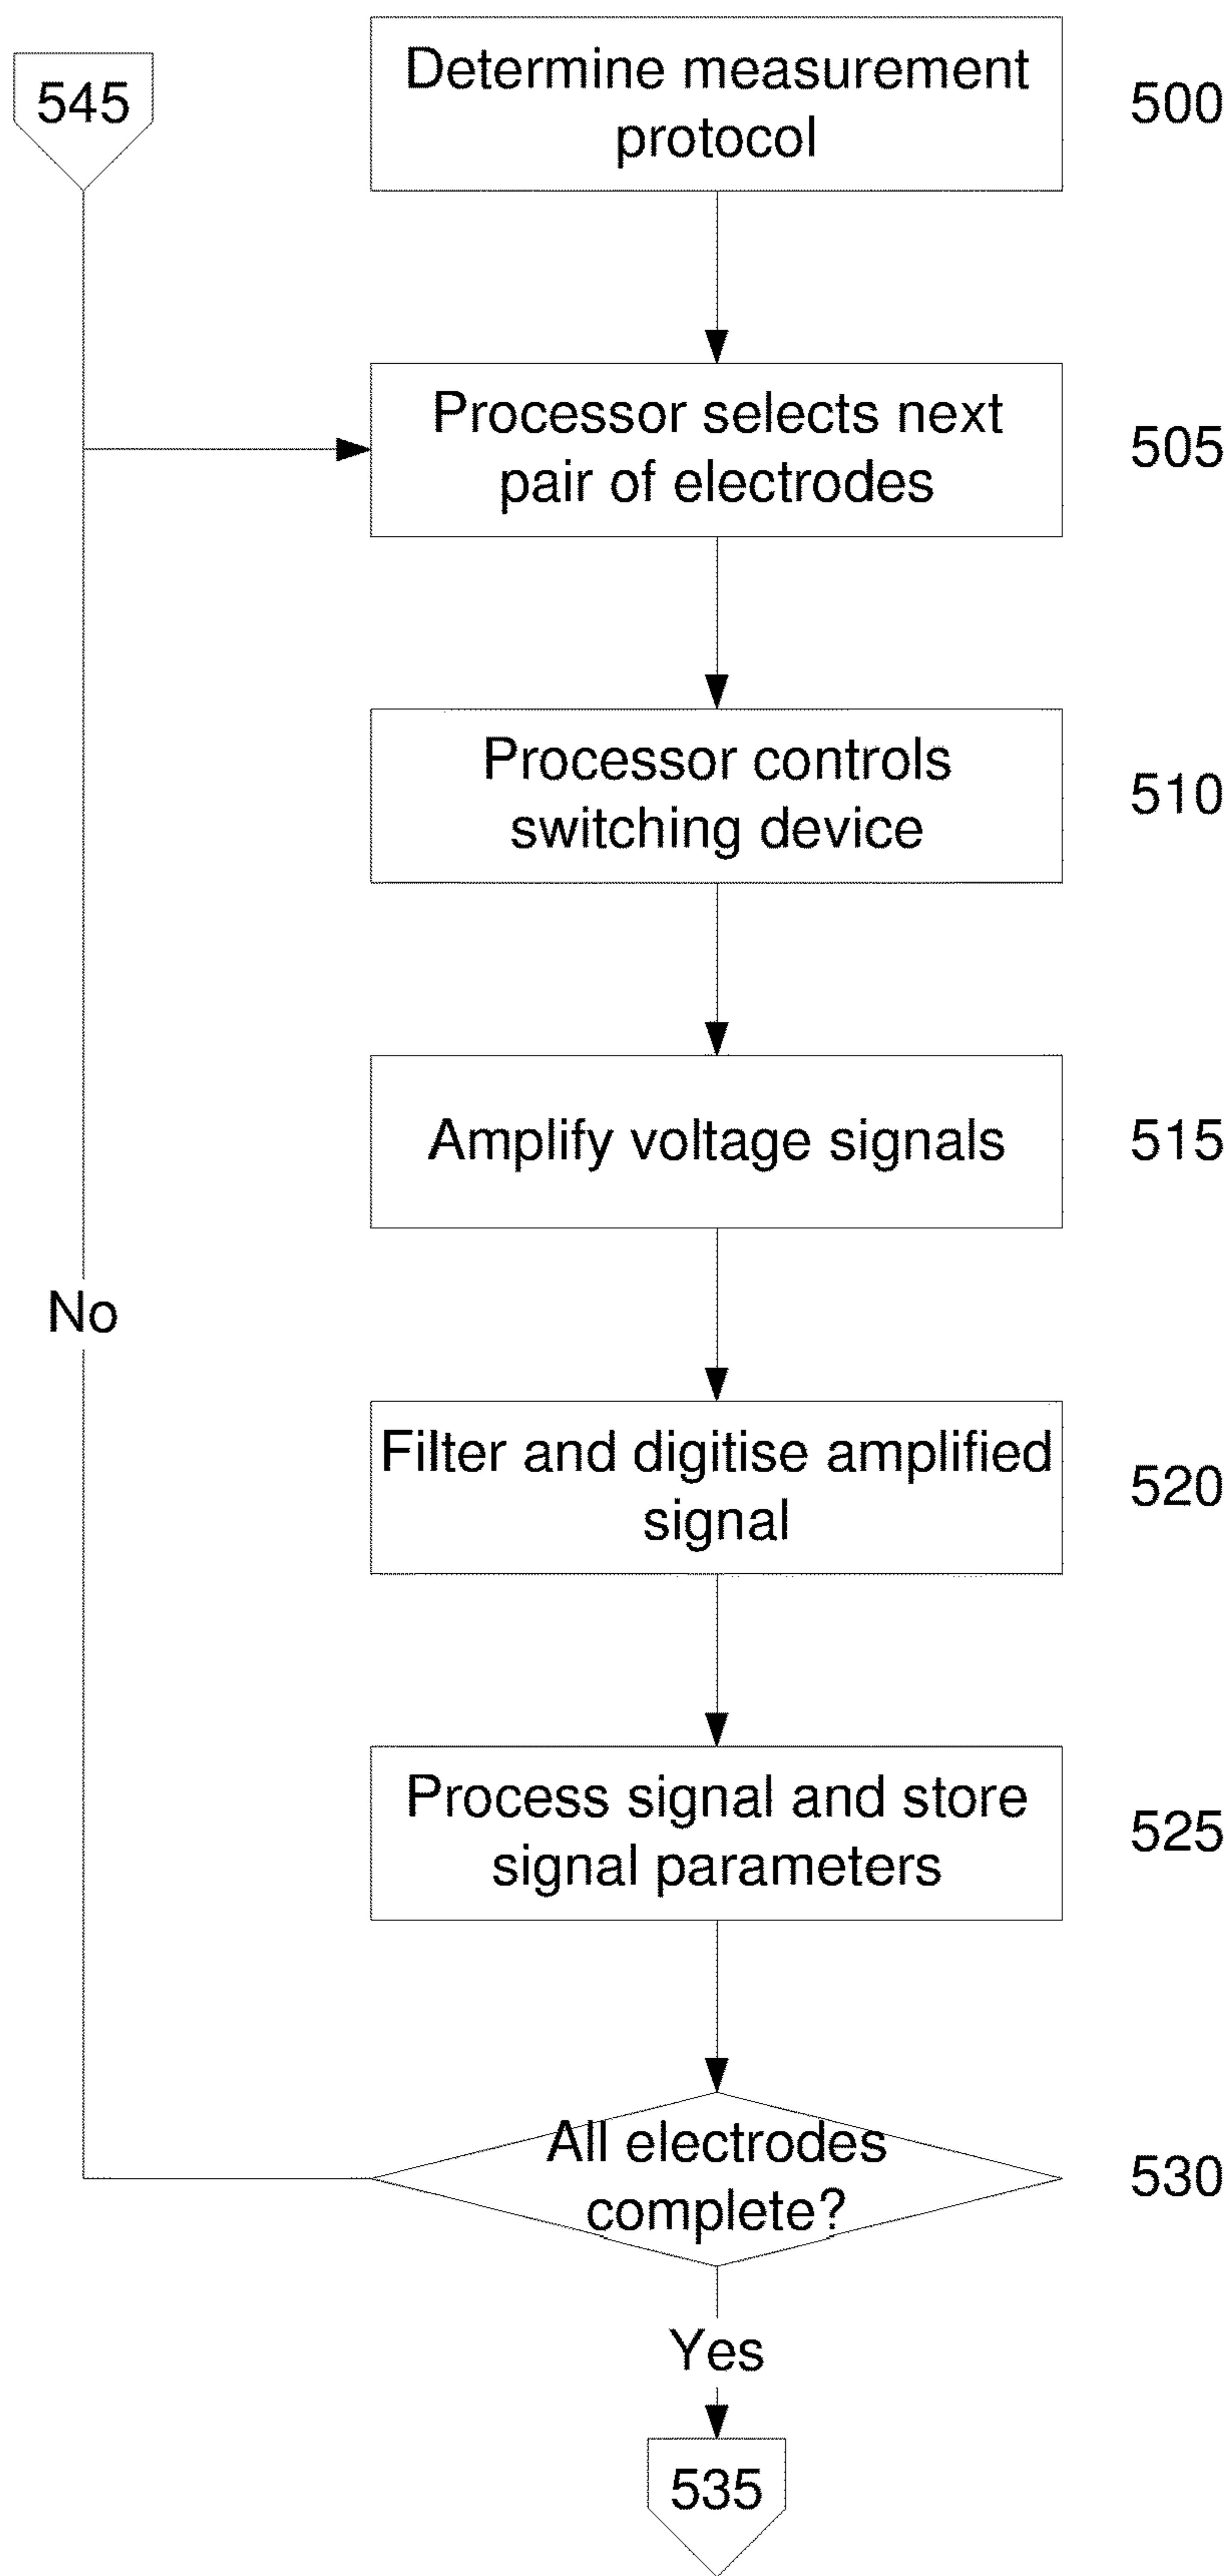 545
Determine measurement
protocol
500
Processor selects next
pair of electrodes
505
Processor controls
switching device
510
Amplify voltage signals
515
No
Filter and digitise amplified
signal
520
Process signal and store
signal parameters
525
All electrodes
complete?
530
Yes
535